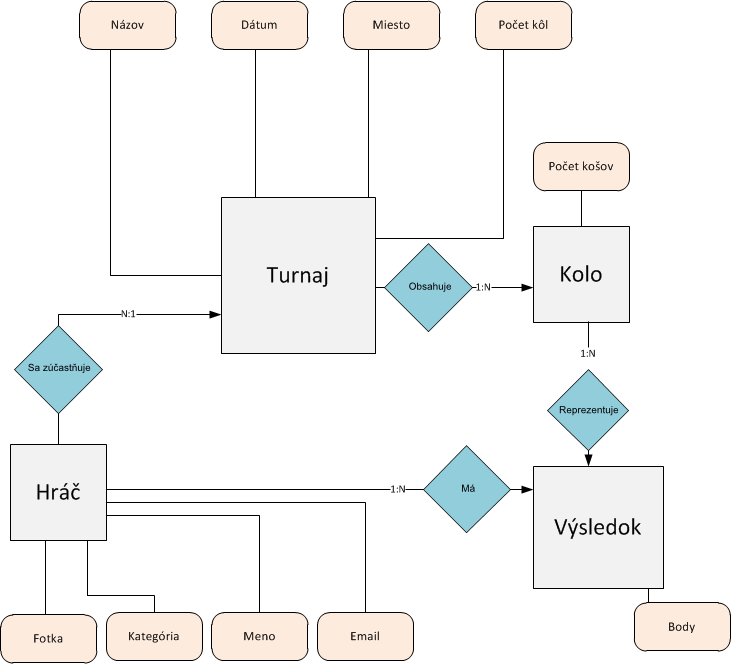 Názov
Dátum
Miesto
Počet kôl
Počet košov
Turnaj
Kolo
Obsahuje
1:N
N:1
Sa zúčastňuje
1:N
Reprezentuje
Hráč
1:N
Má
Výsledok
Fotka
Kategória
Meno
Email
Body